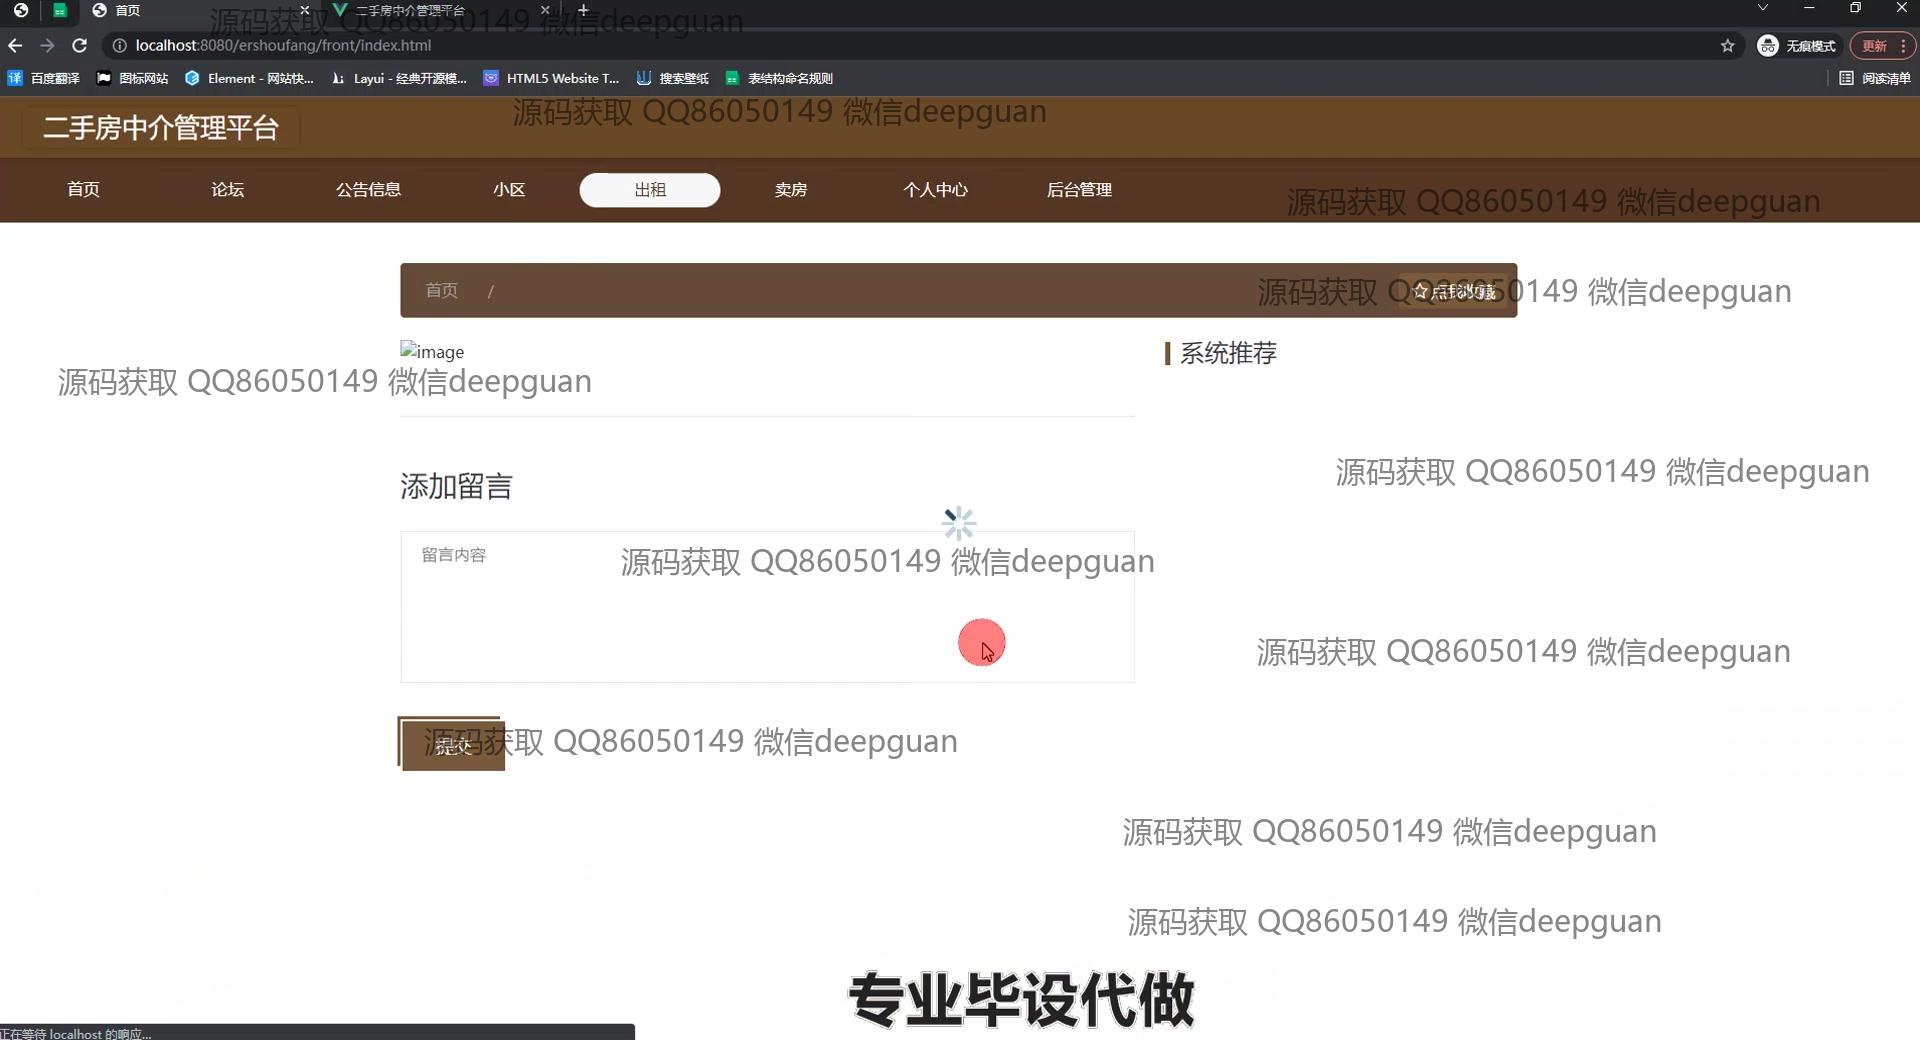 首页
二手房中介管理平台
源码获取 QQ86050149 微信deepguan
localhost:8080/ershoufang/front/index.html
无痕模式
更新
百度翻译
图标网站
Element - 网站快...
Layui - 经典开源模...
HTML5 Website T...
搜索壁纸
表结构命名规则
阅读清单
源码获取 QQ86050149 微信deepguan
二手房中介管理平台
首页
论坛
公告信息
小区
出租
卖房
个人中心
后台管理
源码获取 QQ86050149 微信deepguan
首页 /
点我收藏
源码获取 QQ86050149 微信deepguan
image
系统推荐
源码获取 QQ86050149 微信deepguan
源码获取 QQ86050149 微信deepguan
添加留言
留言内容
源码获取 QQ86050149 微信deepguan
源码获取 QQ86050149 微信deepguan
提交
源码获取 QQ86050149 微信deepguan
源码获取 QQ86050149 微信deepguan
源码获取 QQ86050149 微信deepguan
专业毕设代做
正在等待 localhost 的响应...